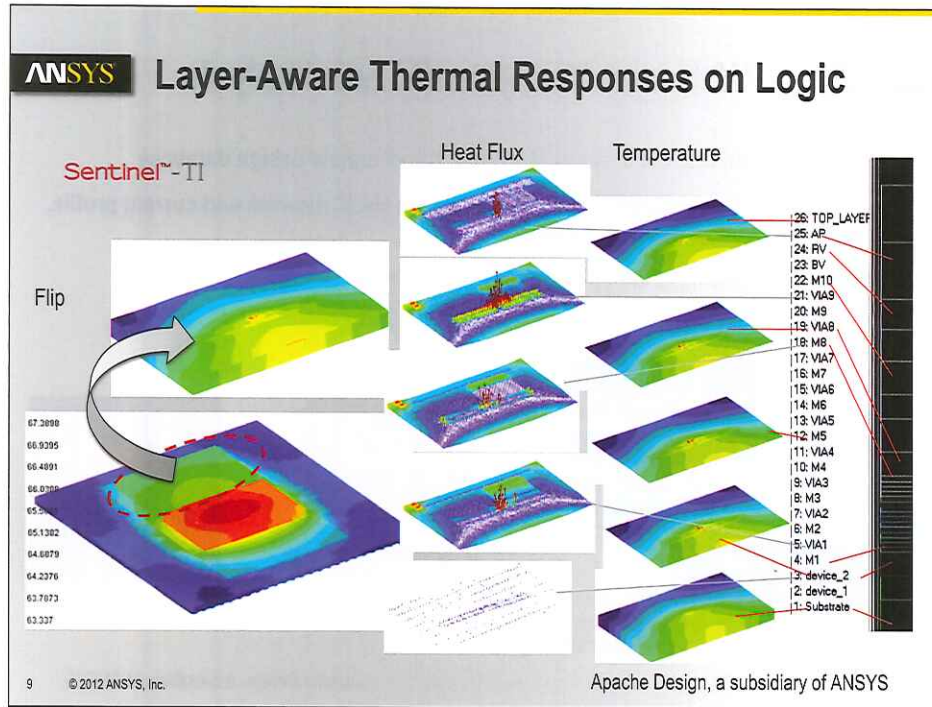 ANSYS
Layer-Aware Thermal Responses on Logic
Sentinel™-TI
Heat Flux
Temperature
Flip
26: TOP_LAYER
25: AP
24: RV
23: BV
22: M10
21: VIA9
20: M9
19: VIA8
18: M8
17: VIA7
16: M7
15: VIA6
14: M6
13: VIA5
12: M5
11: VIA4
10: M4
9: VIA3
8: M3
7: VIA2
6: M2
5: VIA1
4: M1
3: device_2
2: device_1
1: Substrate
67.3898
66.9395
66.4891
65.1382
64.6879
64.2376
63.7873
63.337
9
© 2012 ANSYS, Inc.
Apache Design, a subsidiary of ANSYS